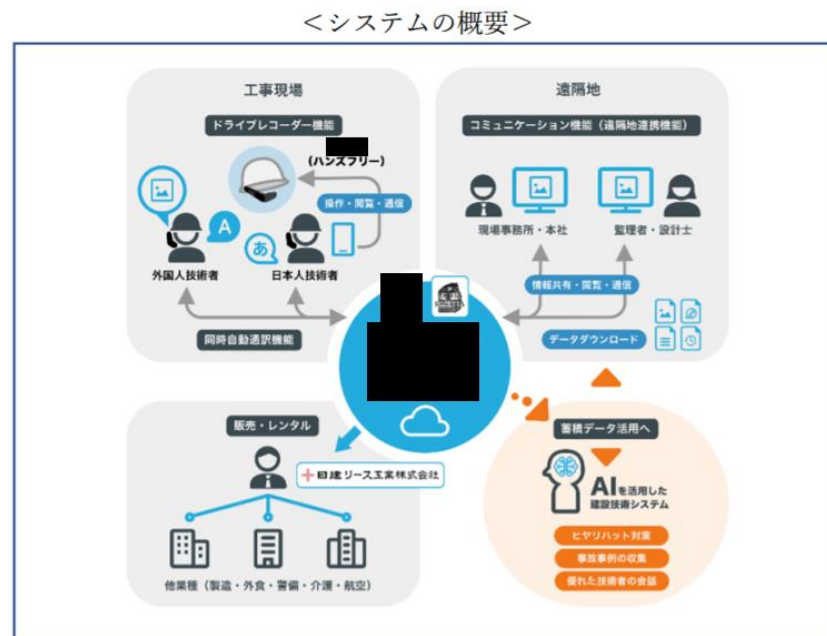 ＜システムの概要＞
工事現場
ドライブレコーダー機能
(ハンズフリー)
操作・閲覧・通信
A
あ
外国人技術者
日本人技術者
同時自動通訳機能
遠隔地
コミュニケーション機能（遠隔地連携機能）
現場事務所・本社
監理者・設計士
情報共有・閲覧・通信
データダウンロード
販売・レンタル
日建リース工業株式会社
他業種（製造・外食・警備・介護・航空）
蓄積データ活用へ
AIを活用した
建設技術システム
ヒヤリハット対策
事故事例の収集
優れた技術者の会話